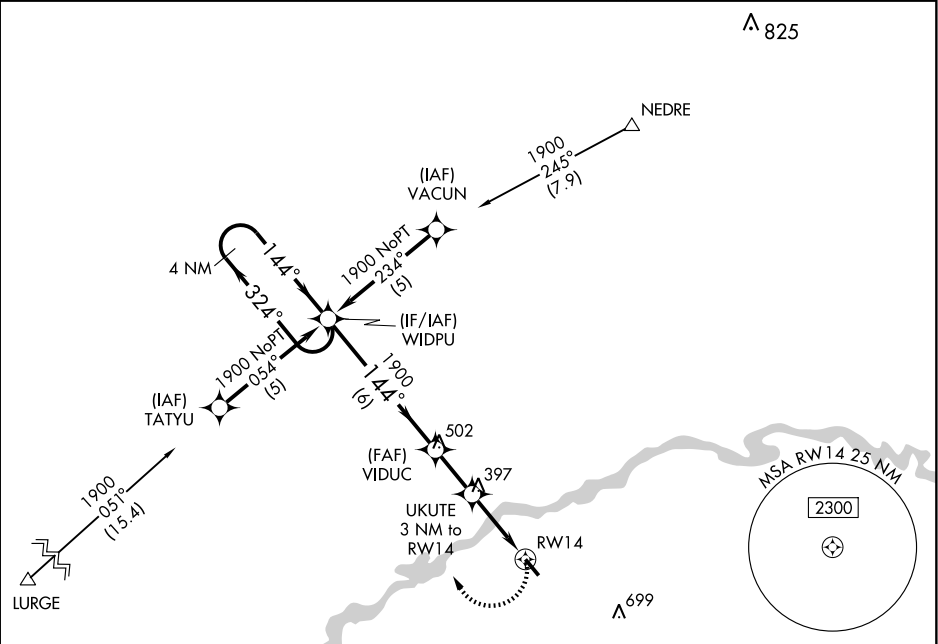 825
NEDRE
1900
245°
(7.9)
(IAF)
VACUN
1900 NoPT
234°
(5)
4 NM
144°
324°
(IF/IAF)
WIDPU
1900 NoPT
054°
(5)
(IAF)
TATYU
1900
144°
(6)
502
(FAF)
VIDUC
397
UKUTE
3 NM to
RW14
RW14
1900
051°
(15.4)
LURGE
699
MSA RW14 25 NM
2300